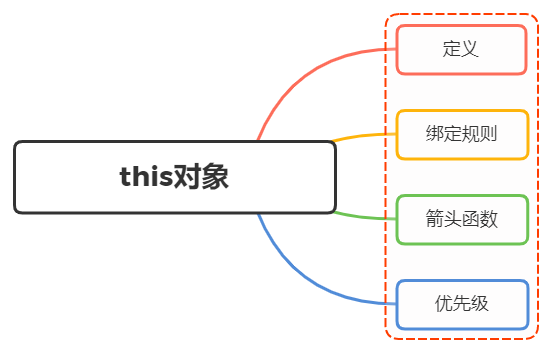 this对象
定义
绑定规则
箭头函数
优先级